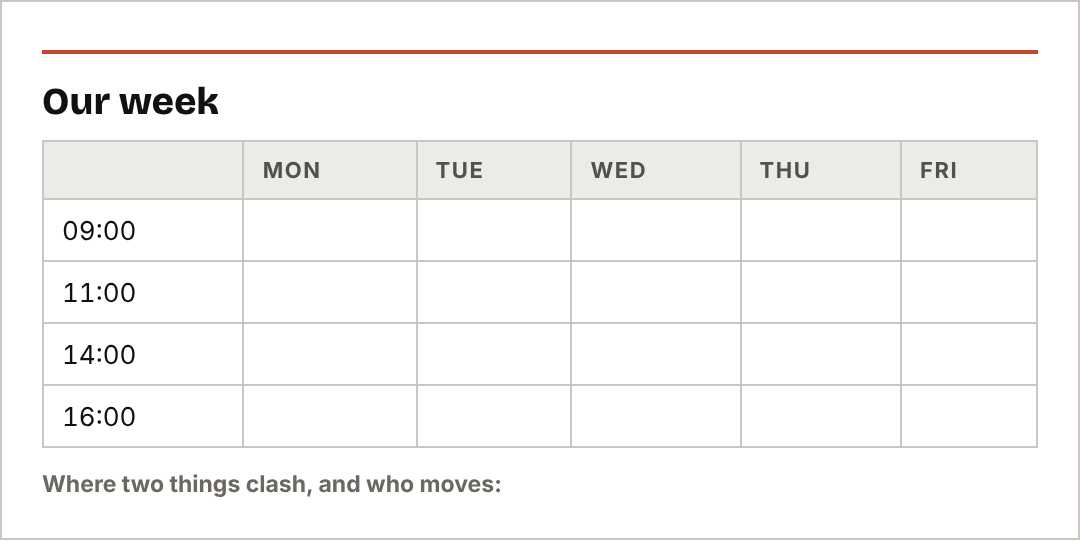 Our week
MON TUE WED THU FRI
09:00
11:00
14:00
16:00
Where two things clash, and who moves: